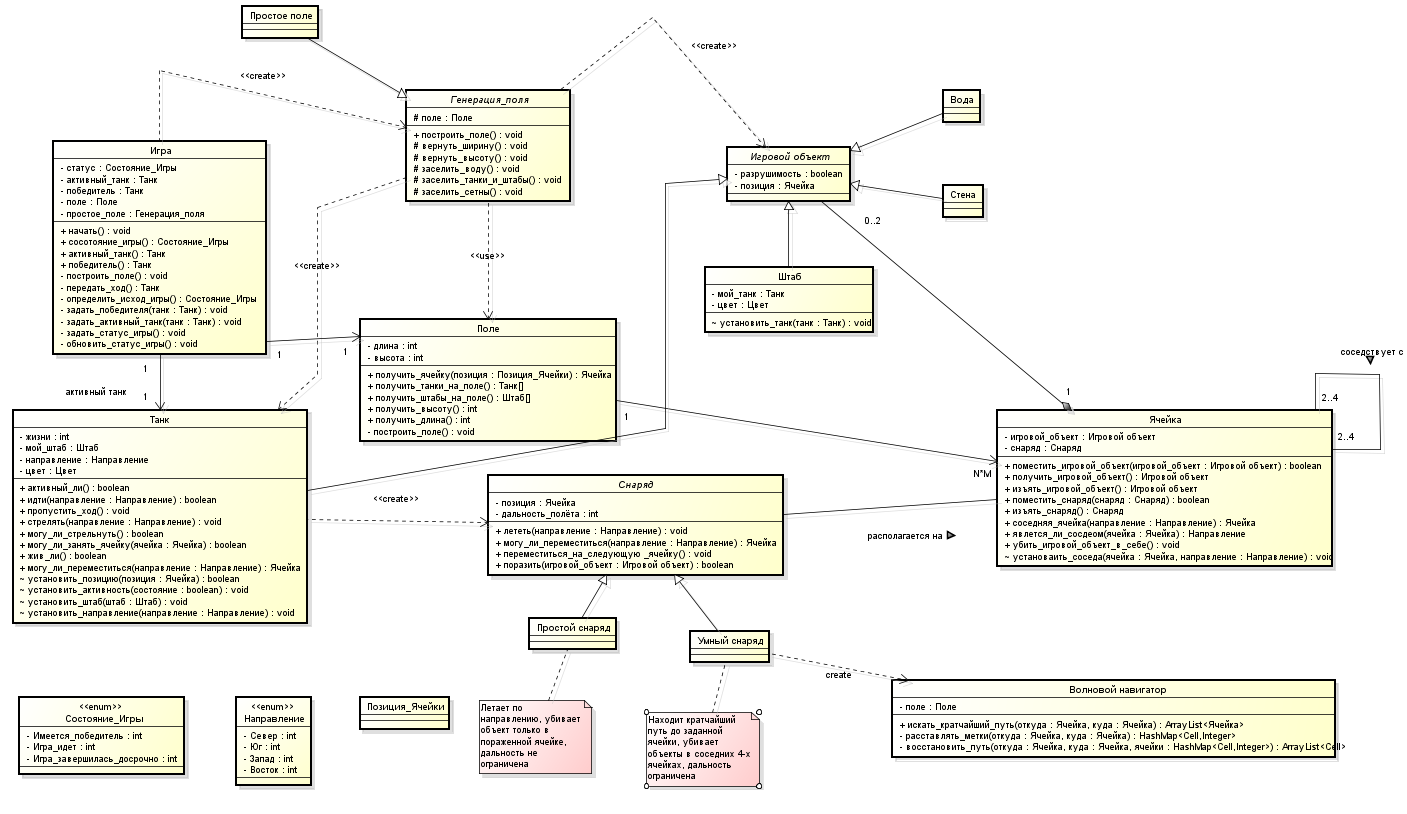 Простое поле
<<create>>
<<create>>
Генерация_поля
# поле : Поле
+ построить_поле() : void
# вернуть_ширину() : void
# вернуть_высоту() : void
# заселить_воду() : void
# заселить_танки_и_штабы() : void
# заселить_сетны() : void
Вода
Игра
- статус : Состояние_Игры
- активный_танк : Танк
- победитель : Танк
- поле : Поле
- простое_поле : Генерация_поля
+ начать() : void
+ сосотояние_игры() : Состояние_Игры
+ активный_танк() : Танк
+ победитель() : Танк
- построить_поле() : void
- передать_ход() : Танк
- определить_исход_игры() : Состояние_Игры
- задать_победителя(танк : Танк) : void
- задать_активный_танк(танк : Танк) : void
- задать_статус_игры() : void
- обновить_статус_игры() : void
Игровой объект
- разрушимость : boolean
- позиция : Ячейка
Стена
0..2
<<create>>
<<use>>
Штаб
- мой_танк : Танк
- цвет : Цвет
~ установить_танк(танк : Танк) : void
Поле
- длина : int
- высота : int
+ получить_ячейку(позиция : Позиция_Ячейки) : Ячейка
+ получить_танки_на_поле() : Танк[]
+ получить_штабы_на_поле() : Штаб[]
+ получить_высоту() : int
+ получить_длина() : int
- построить_поле() : void
1
1
1
активный танк
1
1
N*M
1
соседствует с
2..4
2..4
Танк
- жизни : int
- мой_штаб : Штаб
- направление : Направление
- цвет : Цвет
+ активный_ли() : boolean
+ идти(направление : Направление) : boolean
+ пропустить_ход() : void
+ стрелять(направление : Направление) : void
+ могу_ли_стрельнуть() : boolean
+ могу_ли_занять_ячейку(ячейка : Ячейка) : boolean
+ жив_ли() : boolean
+ могу_ли_переместиться(направление : Направление) : Ячейка
~ установить_позицию(позиция : Ячейка) : boolean
~ установить_активность(состояние : boolean) : void
~ установить_штаб(штаб : Штаб) : void
~ установить_направление(направление : Направление) : void
<<create>>
Снаряд
- позиция : Ячейка
- дальность_полёта : int
+ лететь(направление : Направление) : void
+ могу_ли_переместиться(направление : Направление) : Ячейка
+ переместиться_на_следующую _ячейку() : void
+ поразить(игровой_объект : Игровой объект) : boolean
располагается на
Ячейка
- игровой_объект : Игровой объект
- снаряд : Снаряд
+ поместить_игровой_объект(игровой_объект : Игровой объект) : boolean
+ получить_игровой_объект() : Игровой объект
+ изъять_игровой_объект() : Игровой объект
+ поместить_снаряд(снаряд : Снаряд) : boolean
+ изъять_снаряд() : Снаряд
+ соседняя_ячейка(направление : Направление) : Ячейка
+ явлется_ли_сосдеом(ячейка : Ячейка) : Направление
+ убить_игровой_объект_в_себе() : void
~ установаить_соседа(ячейка : Ячейка, направление : Направление) : void
Простой снаряд
Умный снаряд
create
Летает по
направлению, убивает
объект только в
пораженной ячейке,
дальность не
ограничена
Находит кратчайший
путь до заданной
ячейки, убивает
объекты в соседних 4-х
ячейках, дальность
ограничена
Волновой навигатор
- поле : Поле
+ искать_кратчайший_путь(откуда : Ячейка, куда : Ячейка) : ArrayList<Ячейка>
- расставлять_метки(откуда : Ячейка, куда : Ячейка) : HashMap<Cell,Integer>
- восстановить_путь(откуда : Ячейка, куда : Ячейка, ячейки : HashMap<Cell,Integer>) : ArrayList<Cell>
<<enum>>
Состояние_Игры
- Имеется_победитель : int
- Игра_идет : int
- Игра_завершилась_досрочно : int
<<enum>>
Направление
- Север : int
- Юг : int
- Запад : int
- Восток : int
Позиция_Ячейки